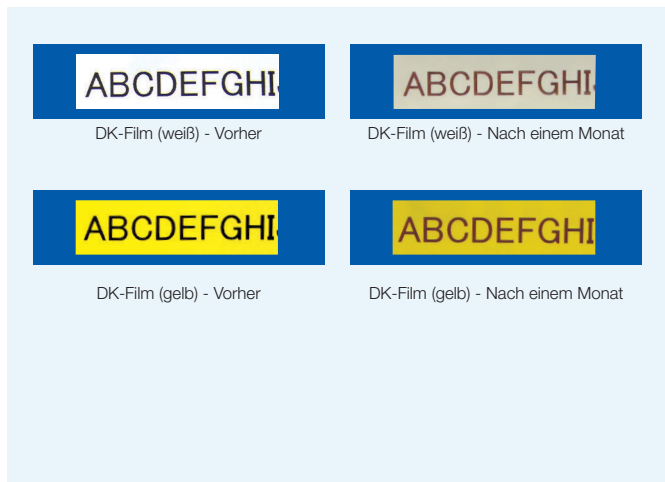 ABCDEFGHI
ABCDEFGHI
DK-Film (weiß) - Vorher
DK-Film (weiß) - Nach einem Monat
ABCDEFGHI
ABCDEFGHI
DK-Film (gelb) - Vorher
DK-Film (gelb) - Nach einem Monat